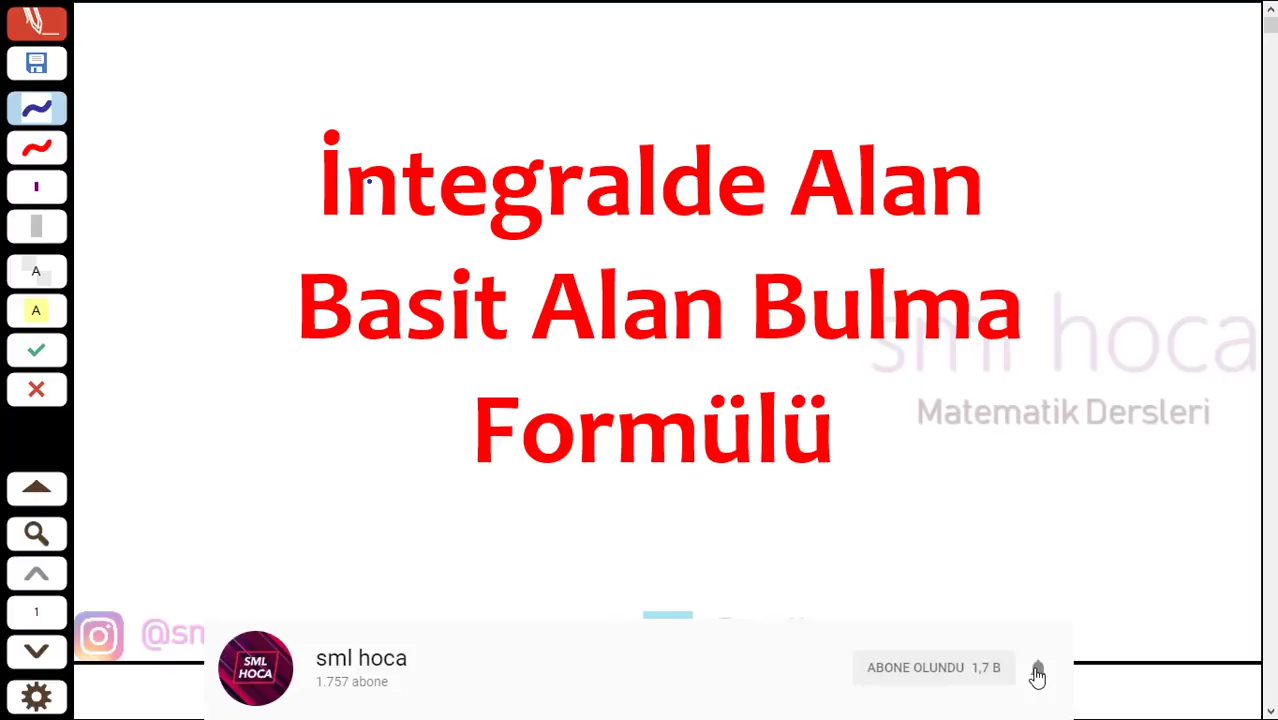 İntegralde Alan
Basit Alan Bulma
Formülü
sml hoca
Matematik Dersleri
A
A
1
@sm
SML
HOCA
sml hoca
1.757 abone
ABONE OLUNDU 1,7 B